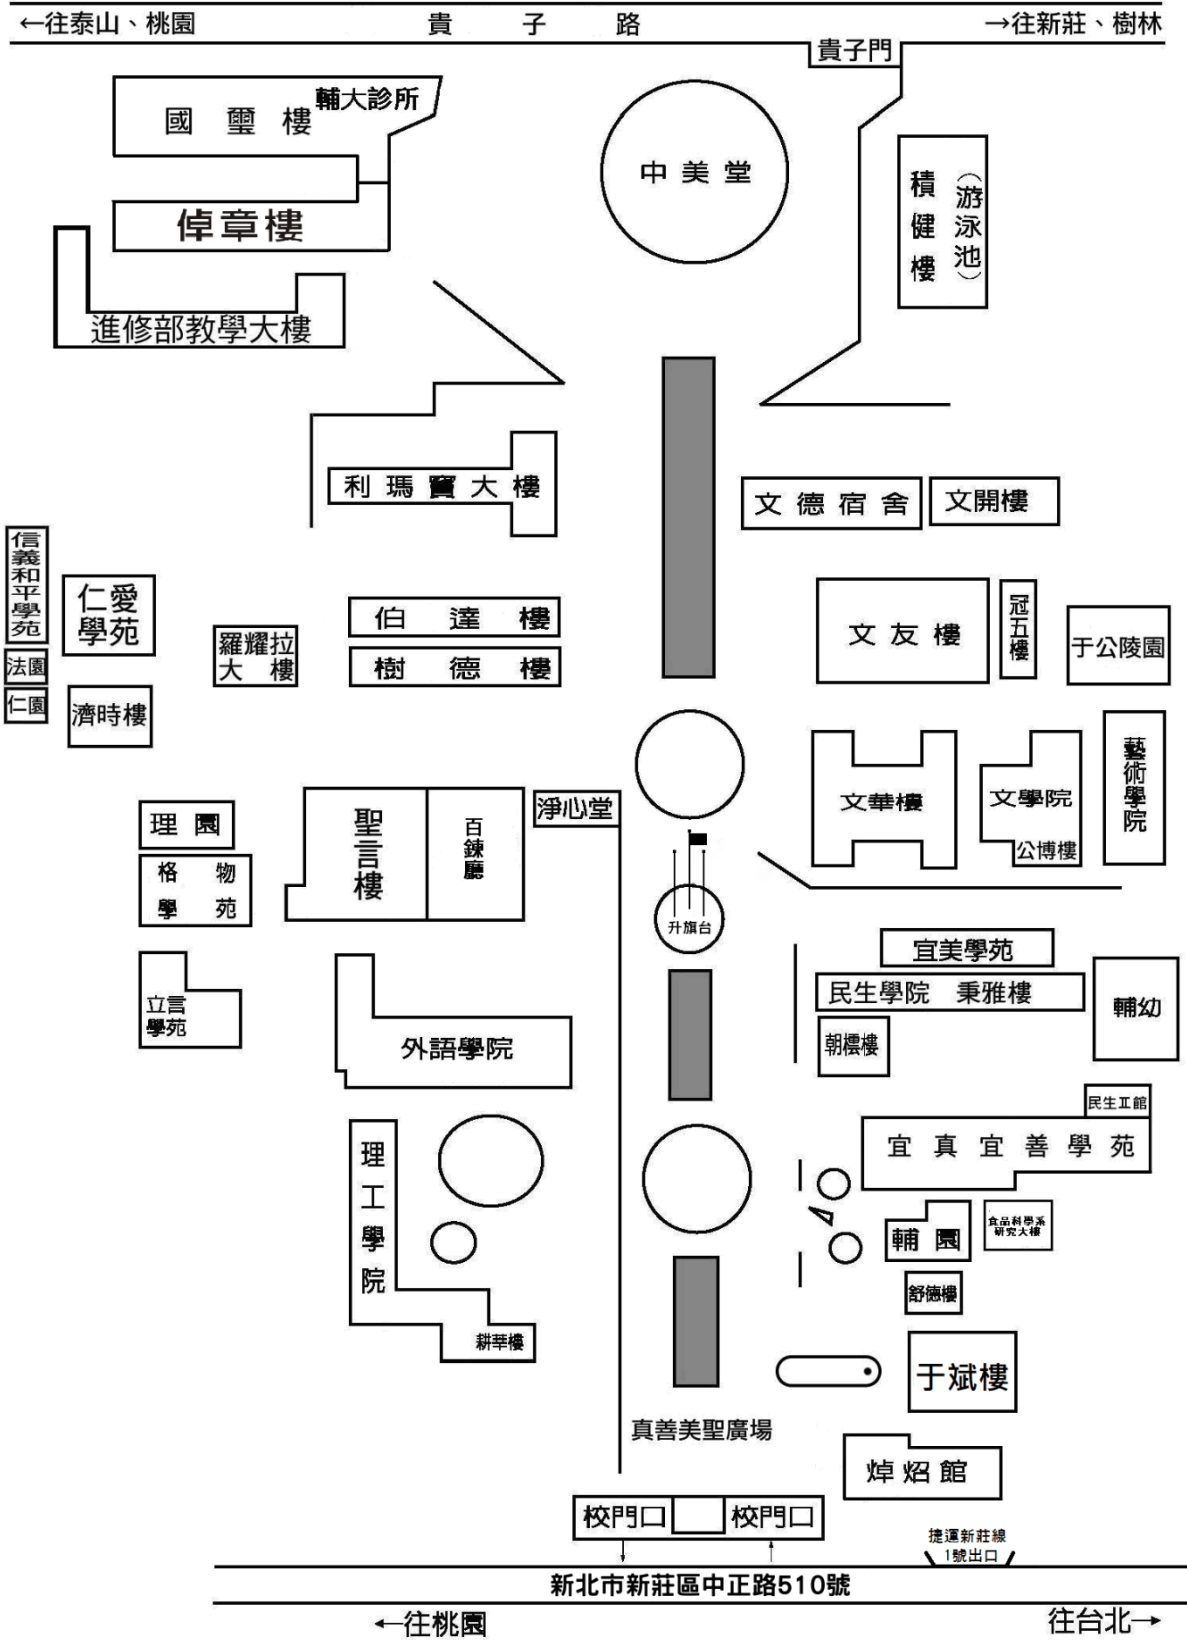 ←往泰山、桃園
貴子路
→往新莊、樹林
貴子門
國璽樓
輔大診所
中美堂
積健樓
（游泳池）
倬章樓
進修部教學大樓
利瑪竇大樓
文德宿舍
文開樓
信義和平學苑
仁愛
學苑
伯達樓
文友樓
冠五樓
于公陵園
羅耀拉
大樓
樹德樓
法園
仁園
濟時樓
藝術學院
文華樓
文學院
公博樓
淨心堂
理園
聖言樓
百鍊廳
格物
學苑
升旗台
宜美學苑
民生學院 秉雅樓
輔幼
立言
學苑
外語學院
朝橒樓
民生工館
理工學院
宜真宜善學苑
輔園
食品科學系
研究大樓
舒德樓
耕莘樓
于斌樓
真善美聖廣場
焯炤館
校門口
校門口
捷運新莊線
1號出口
新北市新莊區中正路510號
←往桃園
往台北→